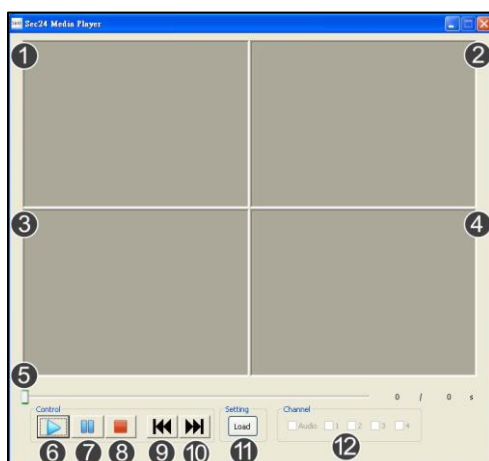 Sec24 Media Player
1
2
3
4
5
0 / 0 s
Control
Setting
Channel
Load
Audio 1 2 3 4
6 7 8 9 10 11 12